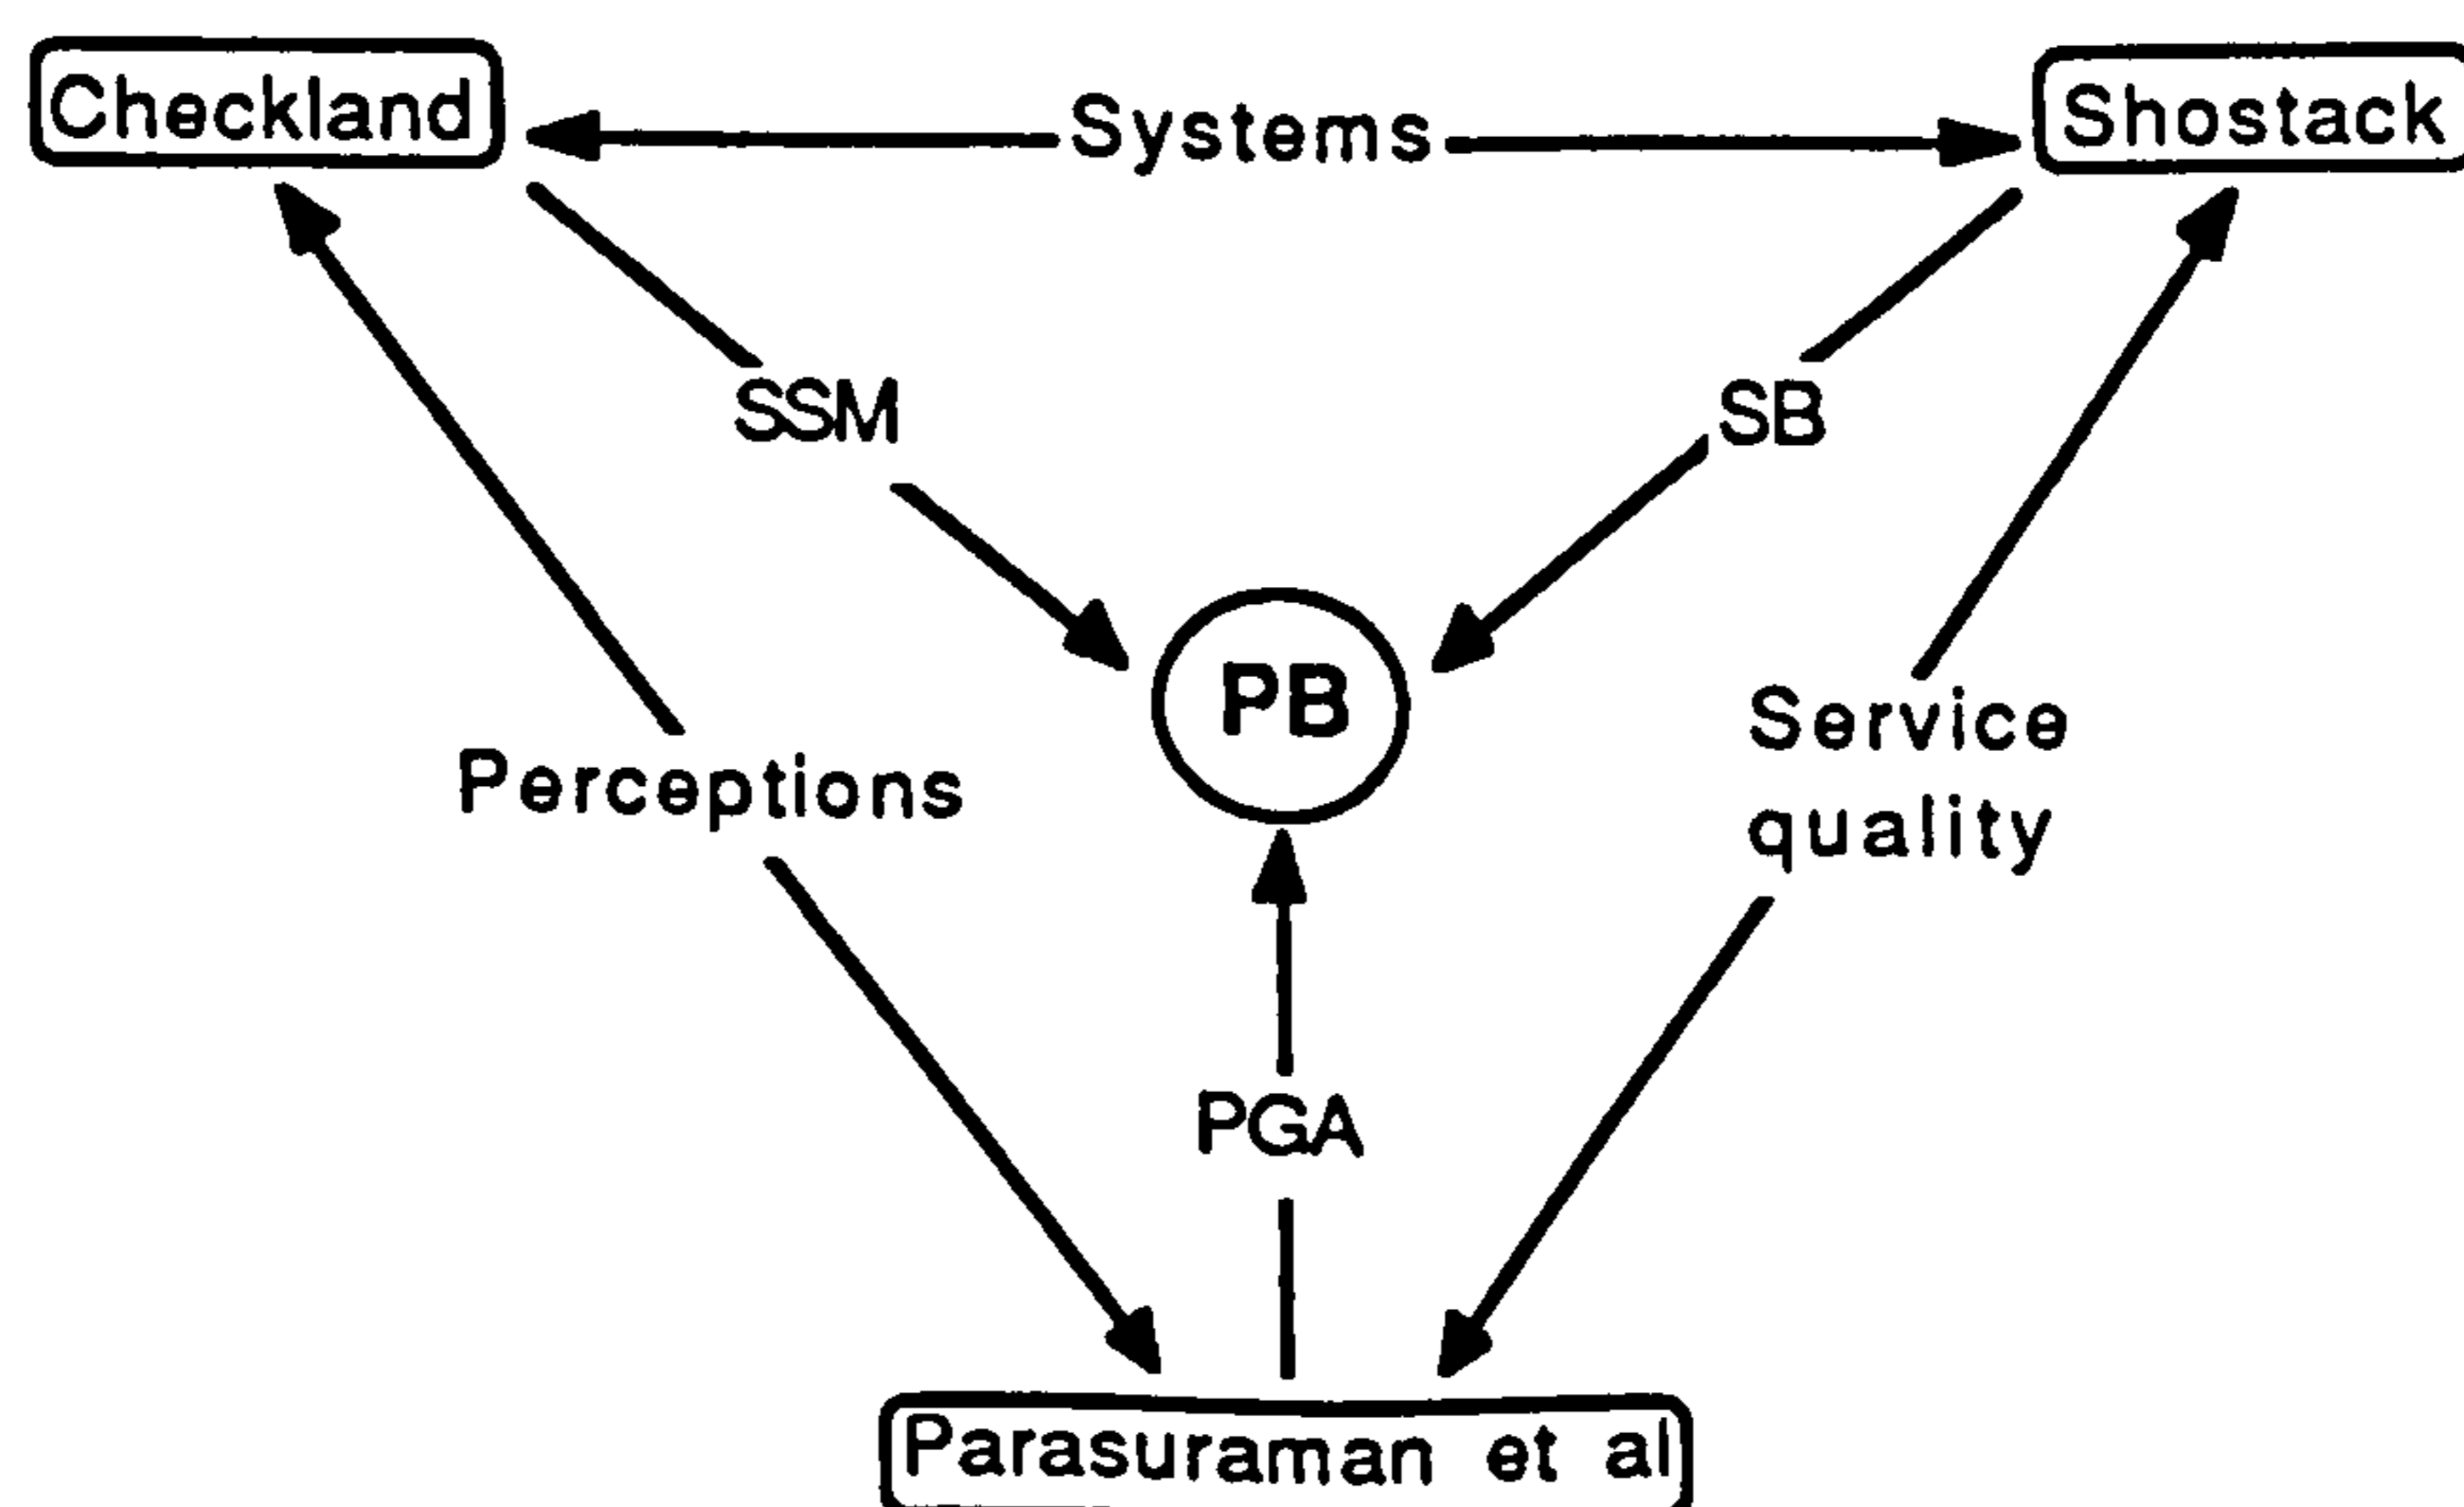 Checkland
Systems
Shostack
SSM
SB
PB
Perceptions
Service
quality
PGA
Parasuraman et al